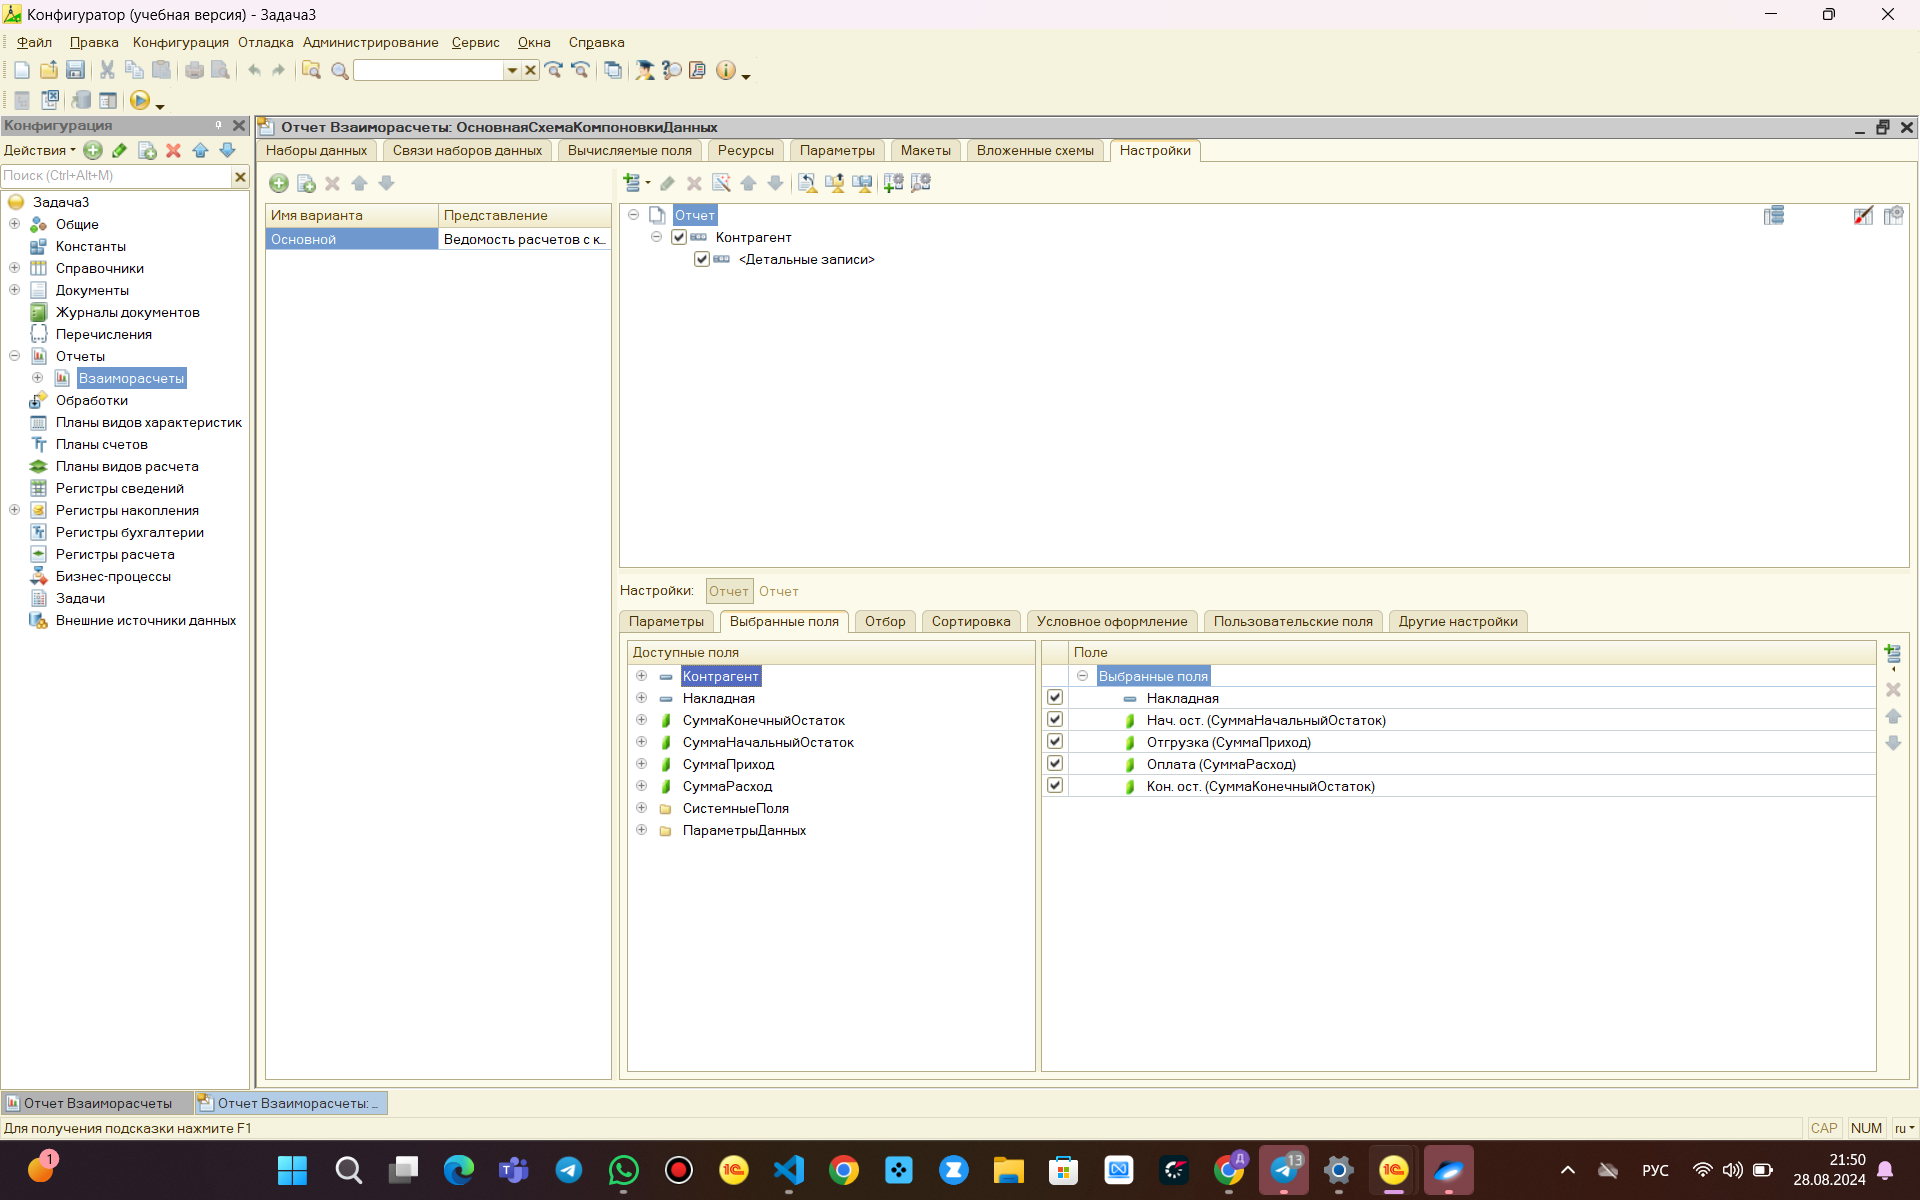 Конфигуратор (учебная версия) - Задача3
Файл Правка Конфигурация Отладка Администрирование Сервис Окна Справка
Конфигурация
Действия
Поиск (Ctrl+Alt+M)
Задача3
Общие
Константы
Справочники
Документы
Журналы документов
Перечисления
Отчеты
Взаиморасчеты
Обработки
Планы видов характеристик
Планы счетов
Планы видов расчета
Регистры сведений
Регистры накопления
Регистры бухгалтерии
Регистры расчета
Бизнес-процессы
Задачи
Внешние источники данных
Отчет Взаиморасчеты: ОсновнаяСхемаКомпоновкиДанных
Наборы данных Связи наборов данных Вычисляемые поля Ресурсы Параметры Макеты Вложенные схемы Настройки
Имя варианта Представление
Основной Ведомость расчетов с к...
Отчет
Контрагент
<Детальные записи>
Настройки: Отчет Отчет
Параметры Выбранные поля Отбор Сортировка Условное оформление Пользовательские поля Другие настройки
Доступные поля
Контрагент
Накладная
СуммаКонечныйОстаток
СуммаНачальныйОстаток
СуммаПриход
СуммаРасход
СистемныеПоля
ПараметрыДанных
Поле
Выбранные поля
Накладная
Нач. ост. (СуммаНачальныйОстаток)
Отгрузка (СуммаПриход)
Оплата (СуммаРасход)
Кон. ост. (СуммаКонечныйОстаток)
Отчет Взаиморасчеты Отчет Взаиморасчеты: ...
Для получения подсказки нажмите F1
CAP NUM ru
1
1С
Д
13
1С
РУС
21:50
28.08.2024